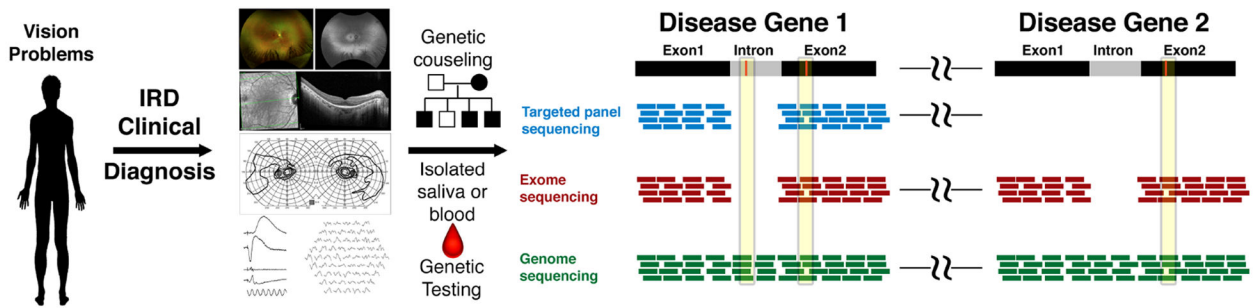 Vision
Problems
IRD
Clinical
Diagnosis
Genetic
counseling
Isolated
saliva or
blood
Genetic
Testing
Disease Gene 1
Exon1 Intron Exon2
Disease Gene 2
Exon1 Intron Exon2
Targeted panel
sequencing
Exome
sequencing
Genome
sequencing